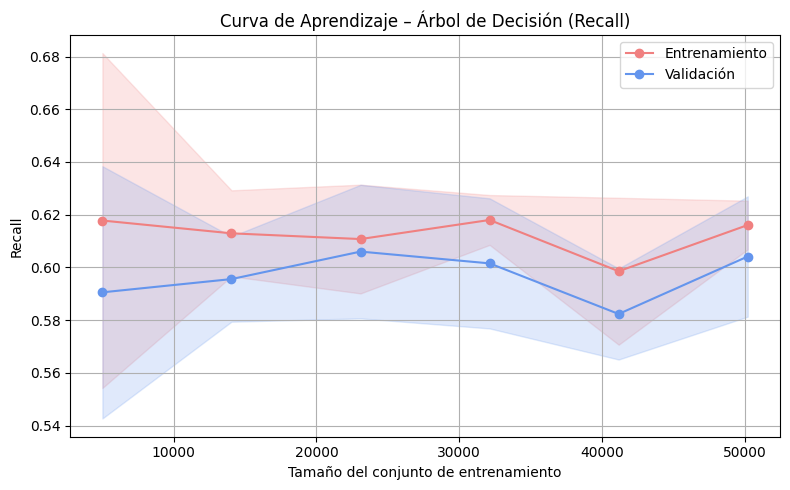 Curva de Aprendizaje – Árbol de Decisión (Recall)
Entrenamiento
Validación
0.68
0.66
0.64
0.62
0.60
0.58
0.56
0.54
Recall
10000 20000 30000 40000 50000
Tamaño del conjunto de entrenamiento